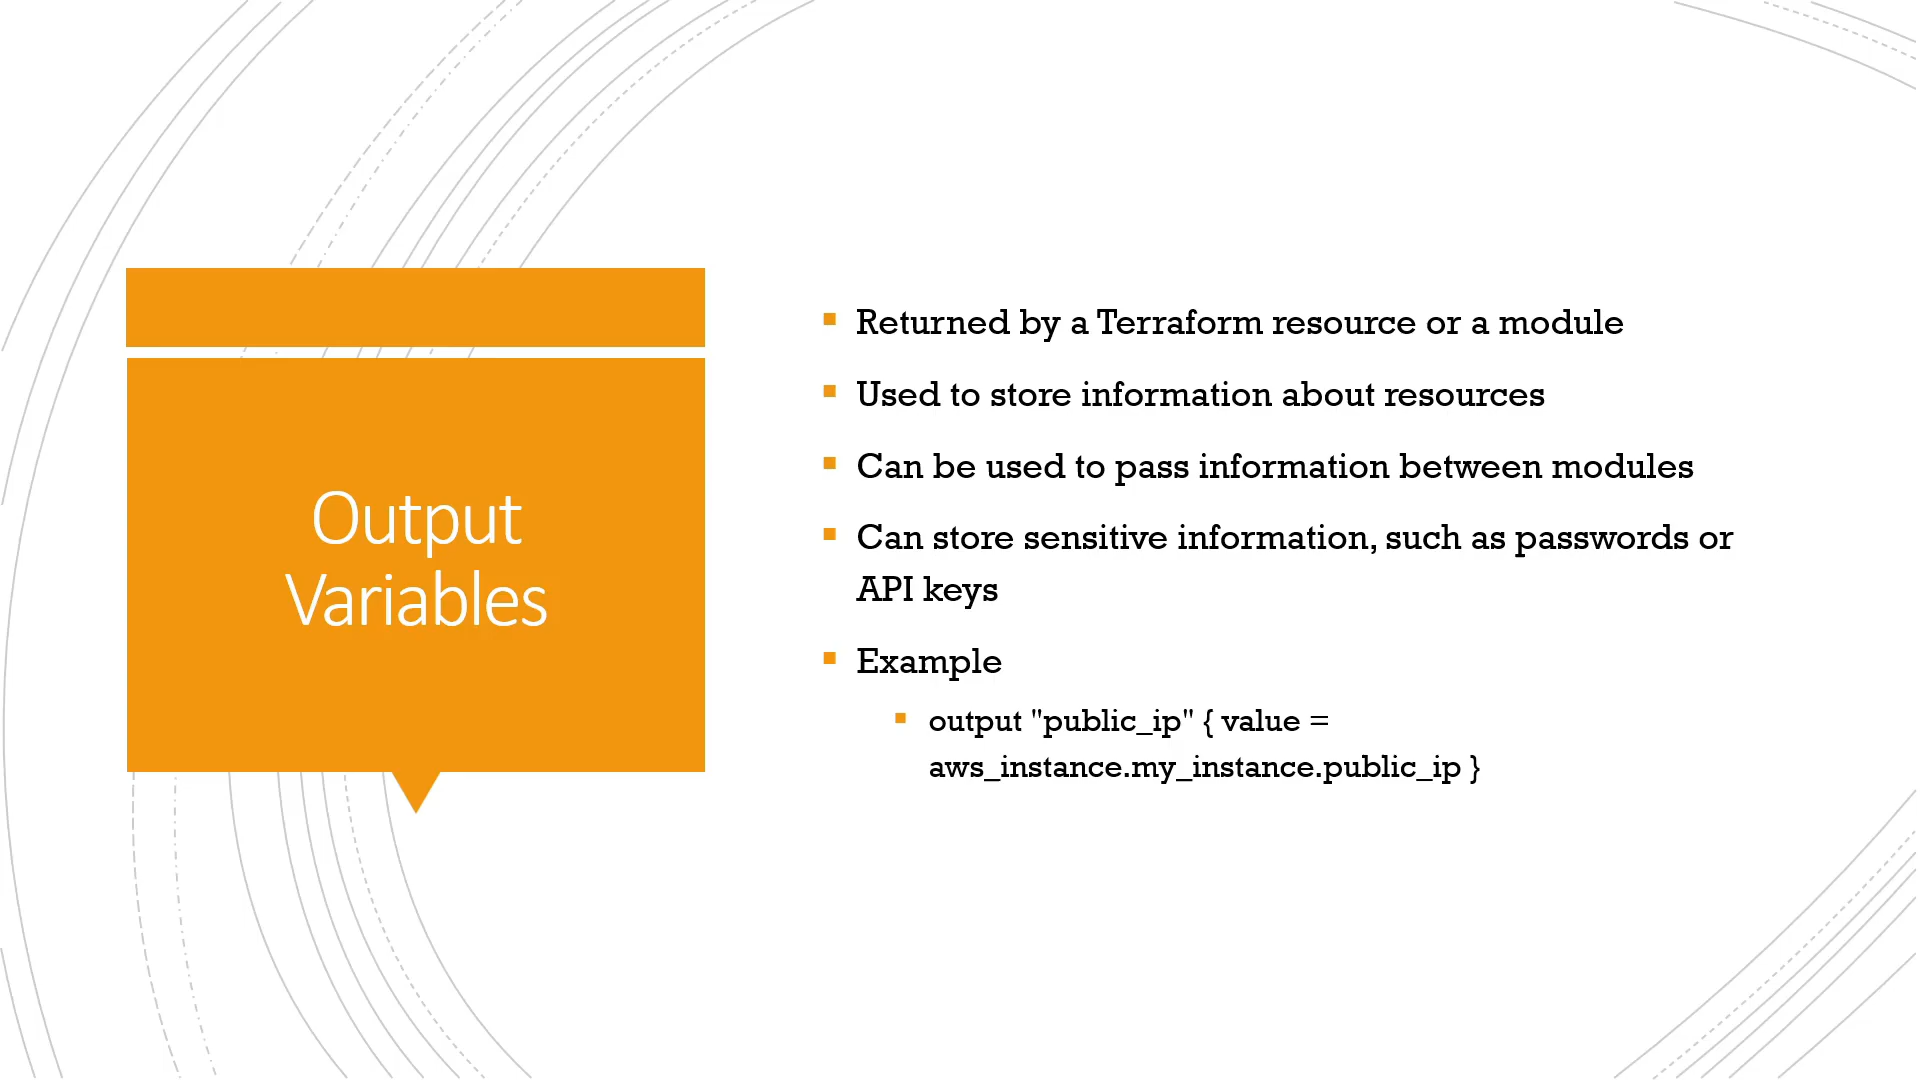 Output
Variables
Returned by a Terraform resource or a module
Used to store information about resources
Can be used to pass information between modules
Can store sensitive information, such as passwords or
API keys
Example
output "public_ip" { value =
aws_instance.my_instance.public_ip }